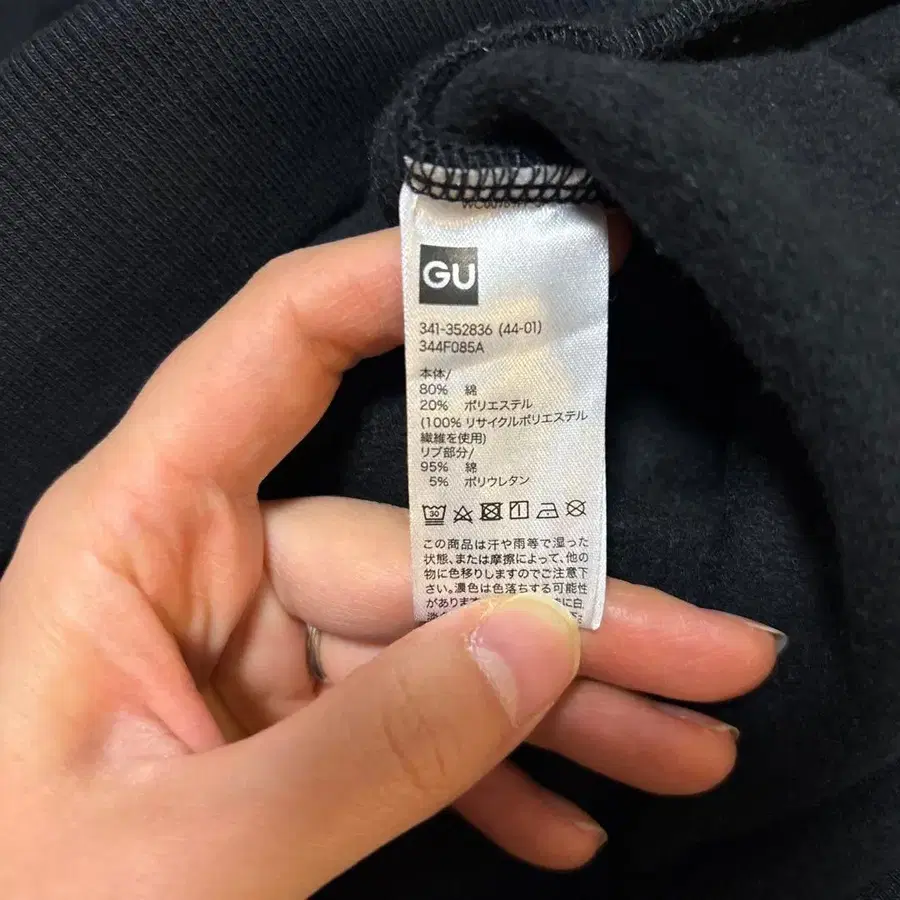 GU
341-352836 (44-01)
344F085A
本体/
80% 綿
20% ポリエステル
(100% リサイクルポリエステル
繊維を使用)
リブ部分/
95% 綿
5% ポリウレタン
30
この商品は汗や雨等で湿った
状態、または摩擦によって、他の
物に色移りしますのでご注意下
さい。濃色は色落ちする可能性
があります
に白